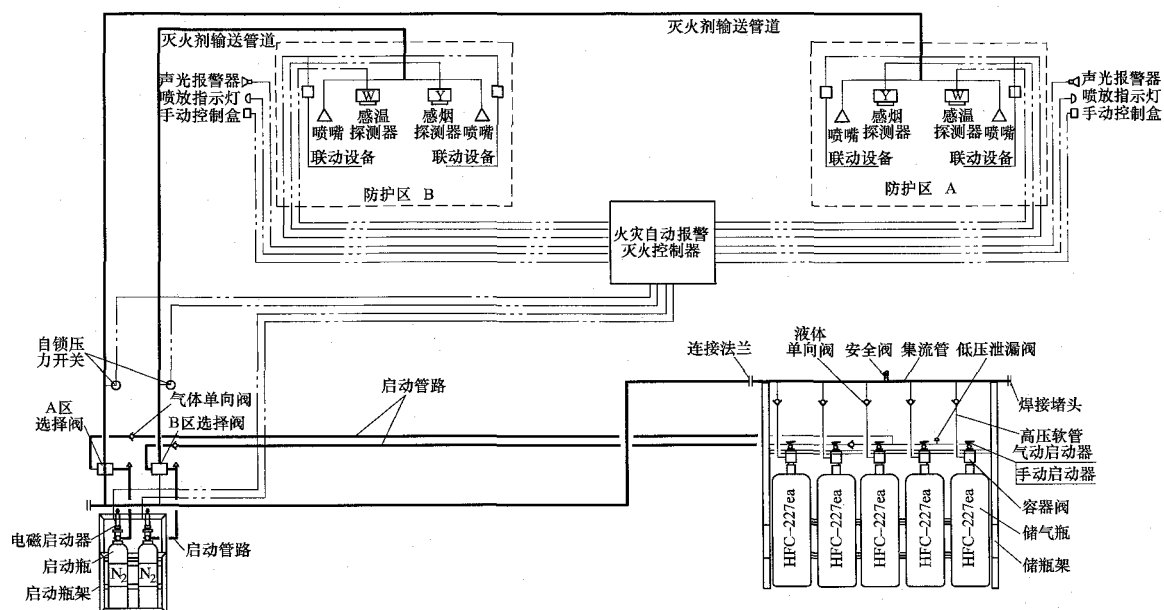 灭火剂输送管道
灭火剂输送管道
声光报警器
喷放指示灯
手动控制盒
W
Y
喷嘴
感温
探测器
感烟
探测器
喷嘴
联动设备
联动设备
防护区 B
Y
W
喷嘴
感烟
探测器
感温
探测器
喷嘴
联动设备
联动设备
防护区 A
声光报警器
喷放指示灯
手动控制盒
火灾自动报警
灭火控制器
自锁压
力开关
A区
选择阀
气体单向阀
B区选择阀
启动管路
连接法兰
液体
单向阀
安全阀
集流管
低压泄漏阀
焊接堵头
高压软管
气动启动器
手动启动器
容器阀
储气瓶
储瓶架
HFC-227ea
HFC-227ea
HFC-227ea
HFC-227ea
HFC-227ea
电磁启动器
启动瓶
启动瓶架
N₂
N₂
启动管路